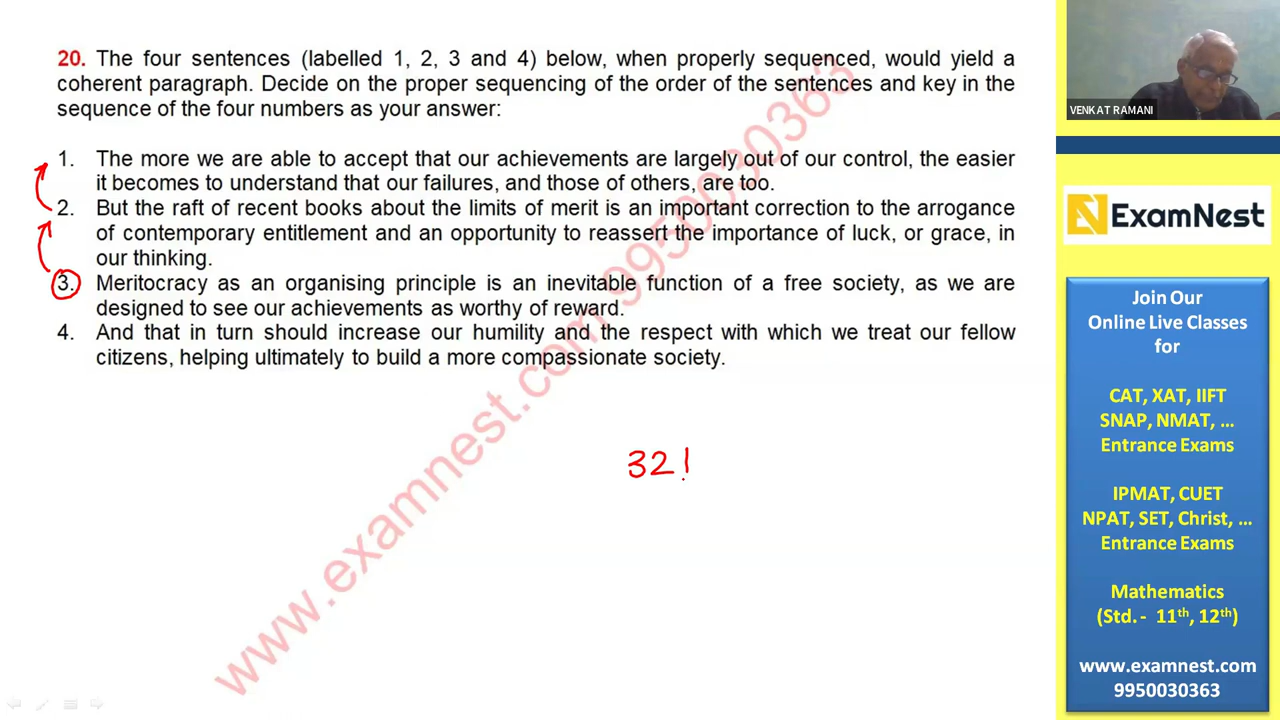 20. The four sentences (labelled 1, 2, 3 and 4) below, when properly sequenced, would yield a
coherent paragraph. Decide on the proper sequencing of the order of the sentences and key in the
sequence of the four numbers as your answer:
1. The more we are able to accept that our achievements are largely out of our control, the easier
it becomes to understand that our failures, and those of others, are too.
2. But the raft of recent books about the limits of merit is an important correction to the arrogance
of contemporary entitlement and an opportunity to reassert the importance of luck, or grace, in
our thinking.
3. Meritocracy as an organising principle is an inevitable function of a free society, as we are
designed to see our achievements as worthy of reward.
4. And that in turn should increase our humility and the respect with which we treat our fellow
citizens, helping ultimately to build a more compassionate society.
321
www.examnest.com 9950030363
VENKAT RAMANI
ExamNest
Join Our
Online Live Classes
for
CAT, XAT, IIFT
SNAP, NMAT, ...
Entrance Exams
IPMAT, CUET
NPAT, SET, Christ, ...
Entrance Exams
Mathematics
(Std. - 11th, 12th)
www.examnest.com
9950030363